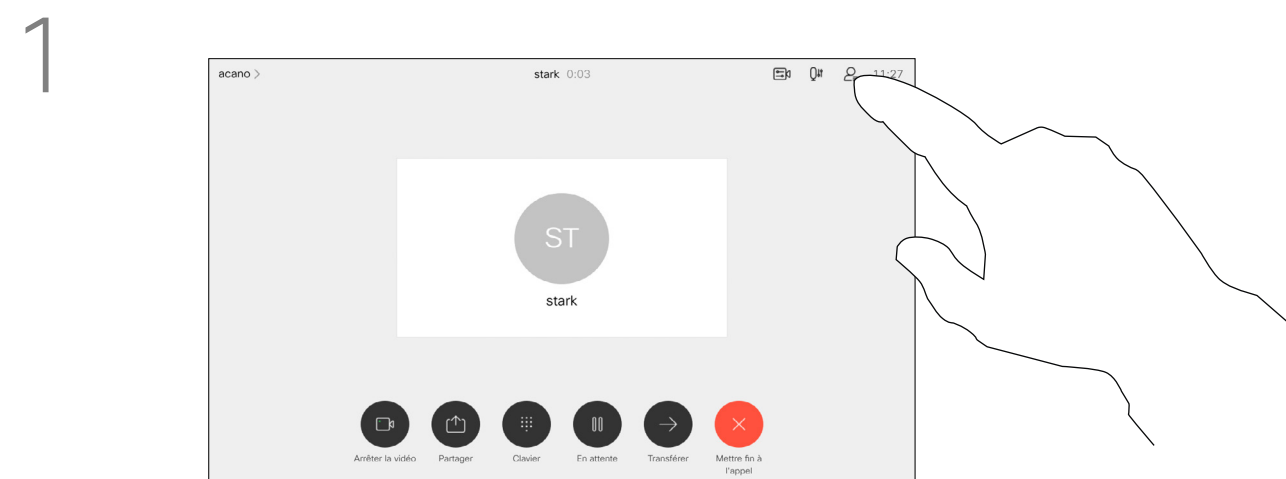 1
acano >
stark 0:03
11:27
ST
stark
Arrêter la vidéo
Partager
Clavier
En attente
Transférer
Mettre fin à
l'appel